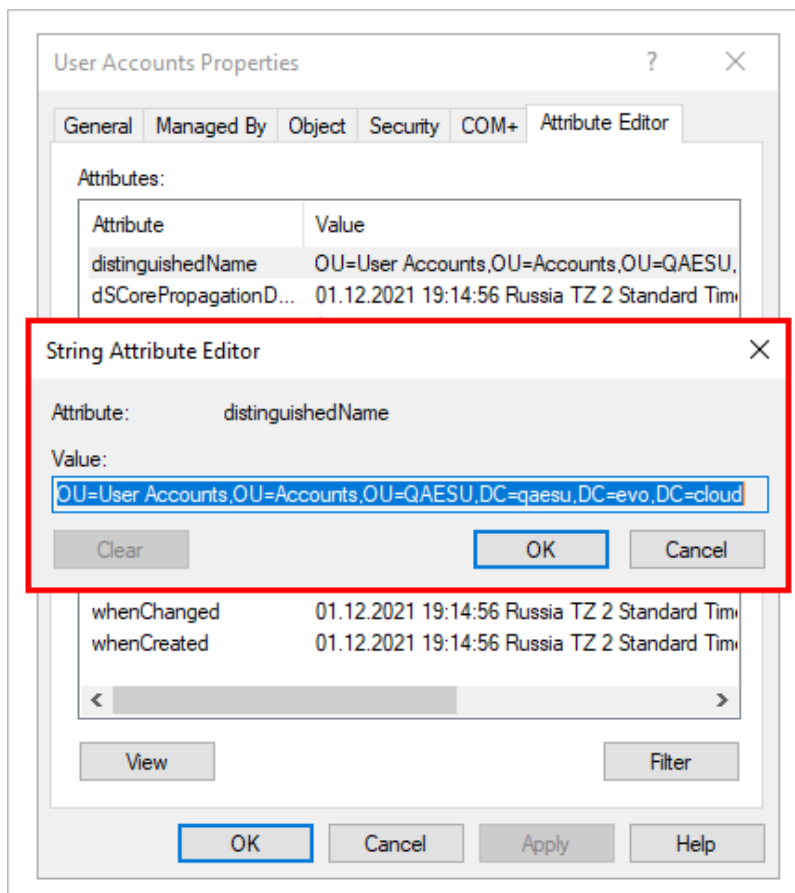 User Accounts Properties ?
General Managed By Object Security COM+ Attribute Editor
Attributes:
Attribute Value
distinguishedName OU=User Accounts,OU=Accounts,OU=QAESU,
dSCorePropagationD... 01.12.2021 19:14:56 Russia TZ 2 Standard Tim
String Attribute Editor
Attribute: distinguishedName
Value:
OU=User Accounts,OU=Accounts,OU=QAESU,DC=qaesu,DC=evo,DC=cloud
Clear OK Cancel
whenChanged 01.12.2021 19:14:56 Russia TZ 2 Standard Tim
whenCreated 01.12.2021 19:14:56 Russia TZ 2 Standard Tim
View Filter
OK Cancel Apply Help